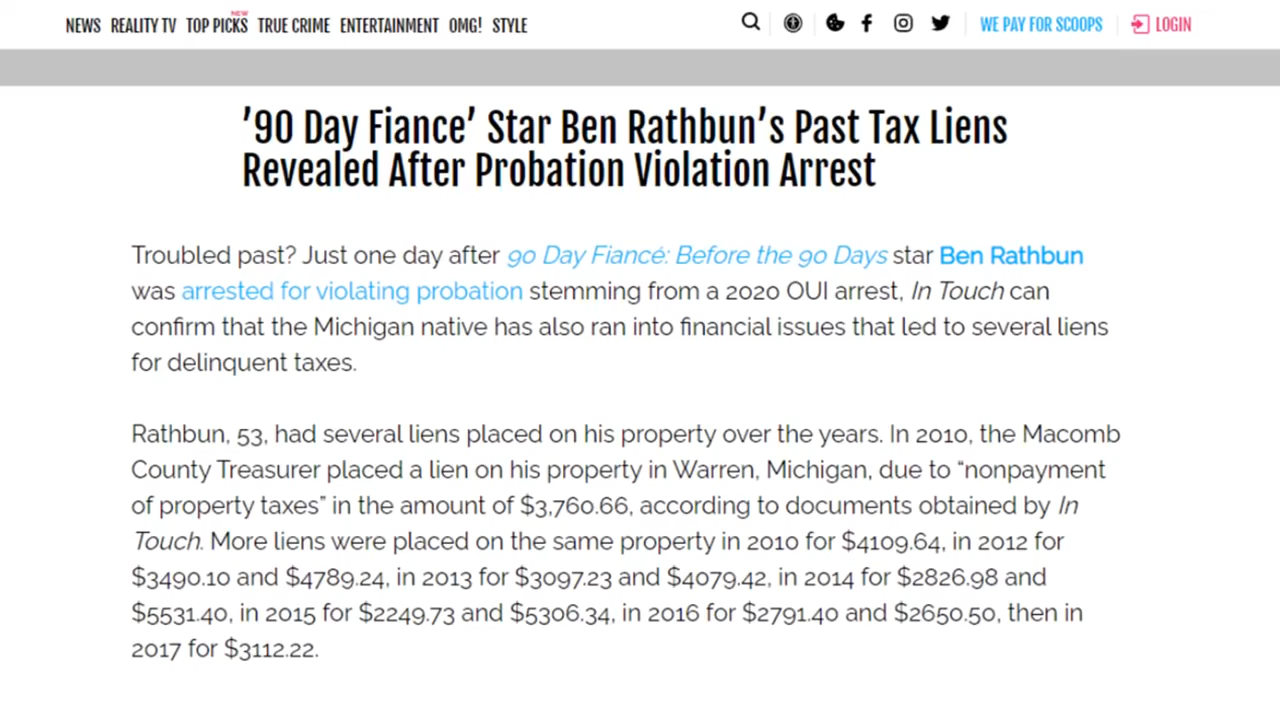 NEWS REALITY TV TOP PICKS NEW TRUE CRIME ENTERTAINMENT OMG! STYLE WE PAY FOR SCOOPS LOGIN
’90 Day Fiance’ Star Ben Rathbun’s Past Tax Liens
Revealed After Probation Violation Arrest
Troubled past? Just one day after 90 Day Fiancé: Before the 90 Days star Ben Rathbun
was arrested for violating probation stemming from a 2020 OUI arrest, In Touch can
confirm that the Michigan native has also ran into financial issues that led to several liens
for delinquent taxes.
Rathbun, 53, had several liens placed on his property over the years. In 2010, the Macomb
County Treasurer placed a lien on his property in Warren, Michigan, due to “nonpayment
of property taxes” in the amount of $3,760.66, according to documents obtained by In
Touch. More liens were placed on the same property in 2010 for $4109.64, in 2012 for
$3490.10 and $4789.24, in 2013 for $3097.23 and $4079.42, in 2014 for $2826.98 and
$5531.40, in 2015 for $2249.73 and $5306.34, in 2016 for $2791.40 and $2650.50, then in
2017 for $3112.22.